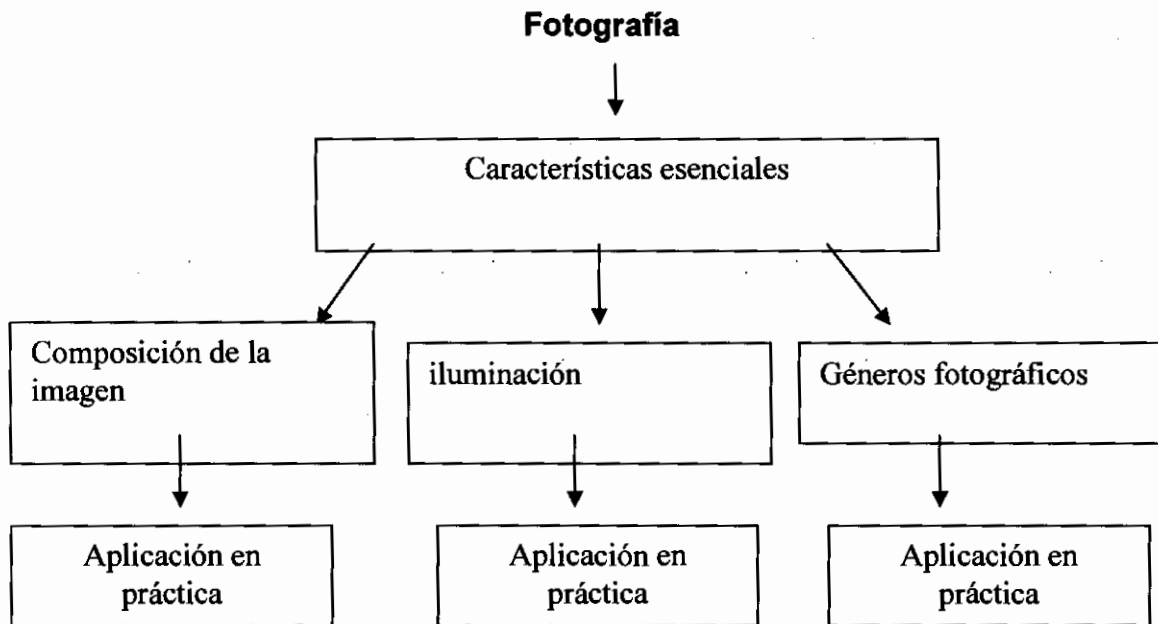 Fotografía
Características esenciales
Composición de la
imagen
iluminación
Géneros fotográficos
Aplicación en
práctica
Aplicación en
práctica
Aplicación en
práctica